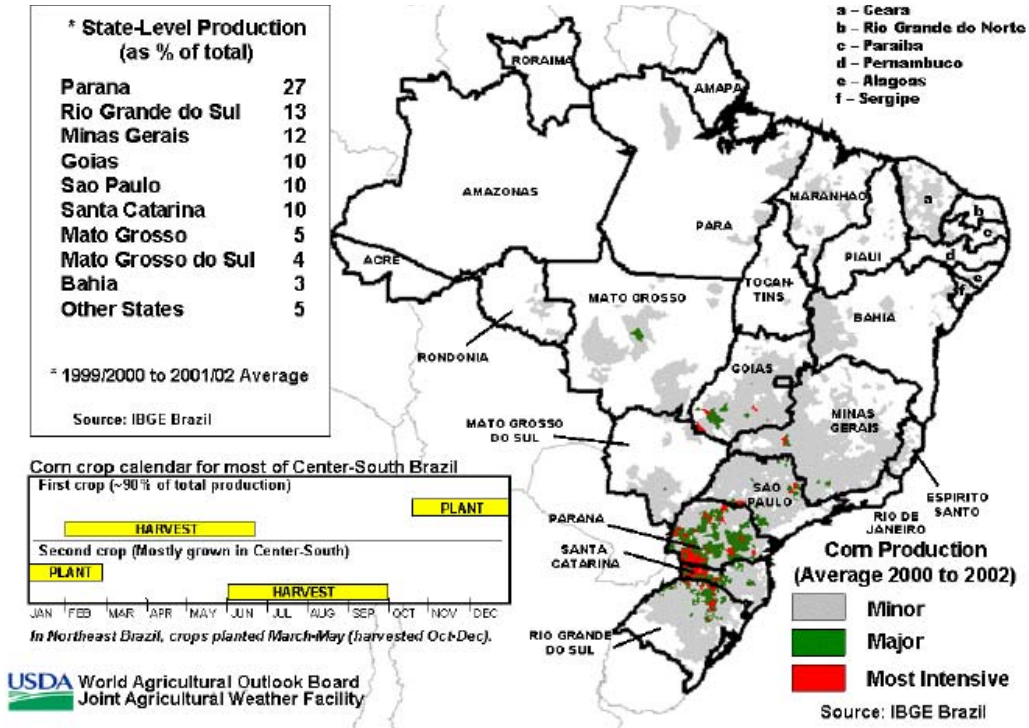 * State-Level Production
(as % of total)
Parana 27
Rio Grande do Sul 13
Minas Gerais 12
Goias 10
Sao Paulo 10
Santa Catarina 10
Mato Grosso 5
Mato Grosso do Sul 4
Bahia 3
Other States 5
* 1999/2000 to 2001/02 Average
Source: IBGE Brazil
a - Ceara
b - Rio Grande do Norte
c - Paraiba
d - Pernambuco
e - Alagoas
f - Sergipe
RORAIMA
AMAPA
AMAZONAS
PARA
MARANHAO
a
b
c
d
e
f
PIAUI
ACRE
TOCAN-
TINS
MATO GROSSO
BAHIA
RONDONIA
GOIAS
MATO GROSSO
DO SUL
MINAS
GERAIS
SAO
PAULO
ESPIRITO
SANTO
RIO DE
JANEIRO
PARANA
SANTA
CATARINA
RIO GRANDE
DO SUL
Corn crop calendar for most of Center-South Brazil
First crop (~90% of total production)
PLANT
HARVEST
Second crop (Mostly grown in Center-South)
PLANT
HARVEST
JAN FEB MAR APR MAY JUN JUL AUG SEP OCT NOV DEC
In Northeast Brazil, crops planted March-May (harvested Oct-Dec).
Corn Production
(Average 2000 to 2002)
Minor
Major
Most Intensive
Source: IBGE Brazil
USDA World Agricultural Outlook Board
Joint Agricultural Weather Facility